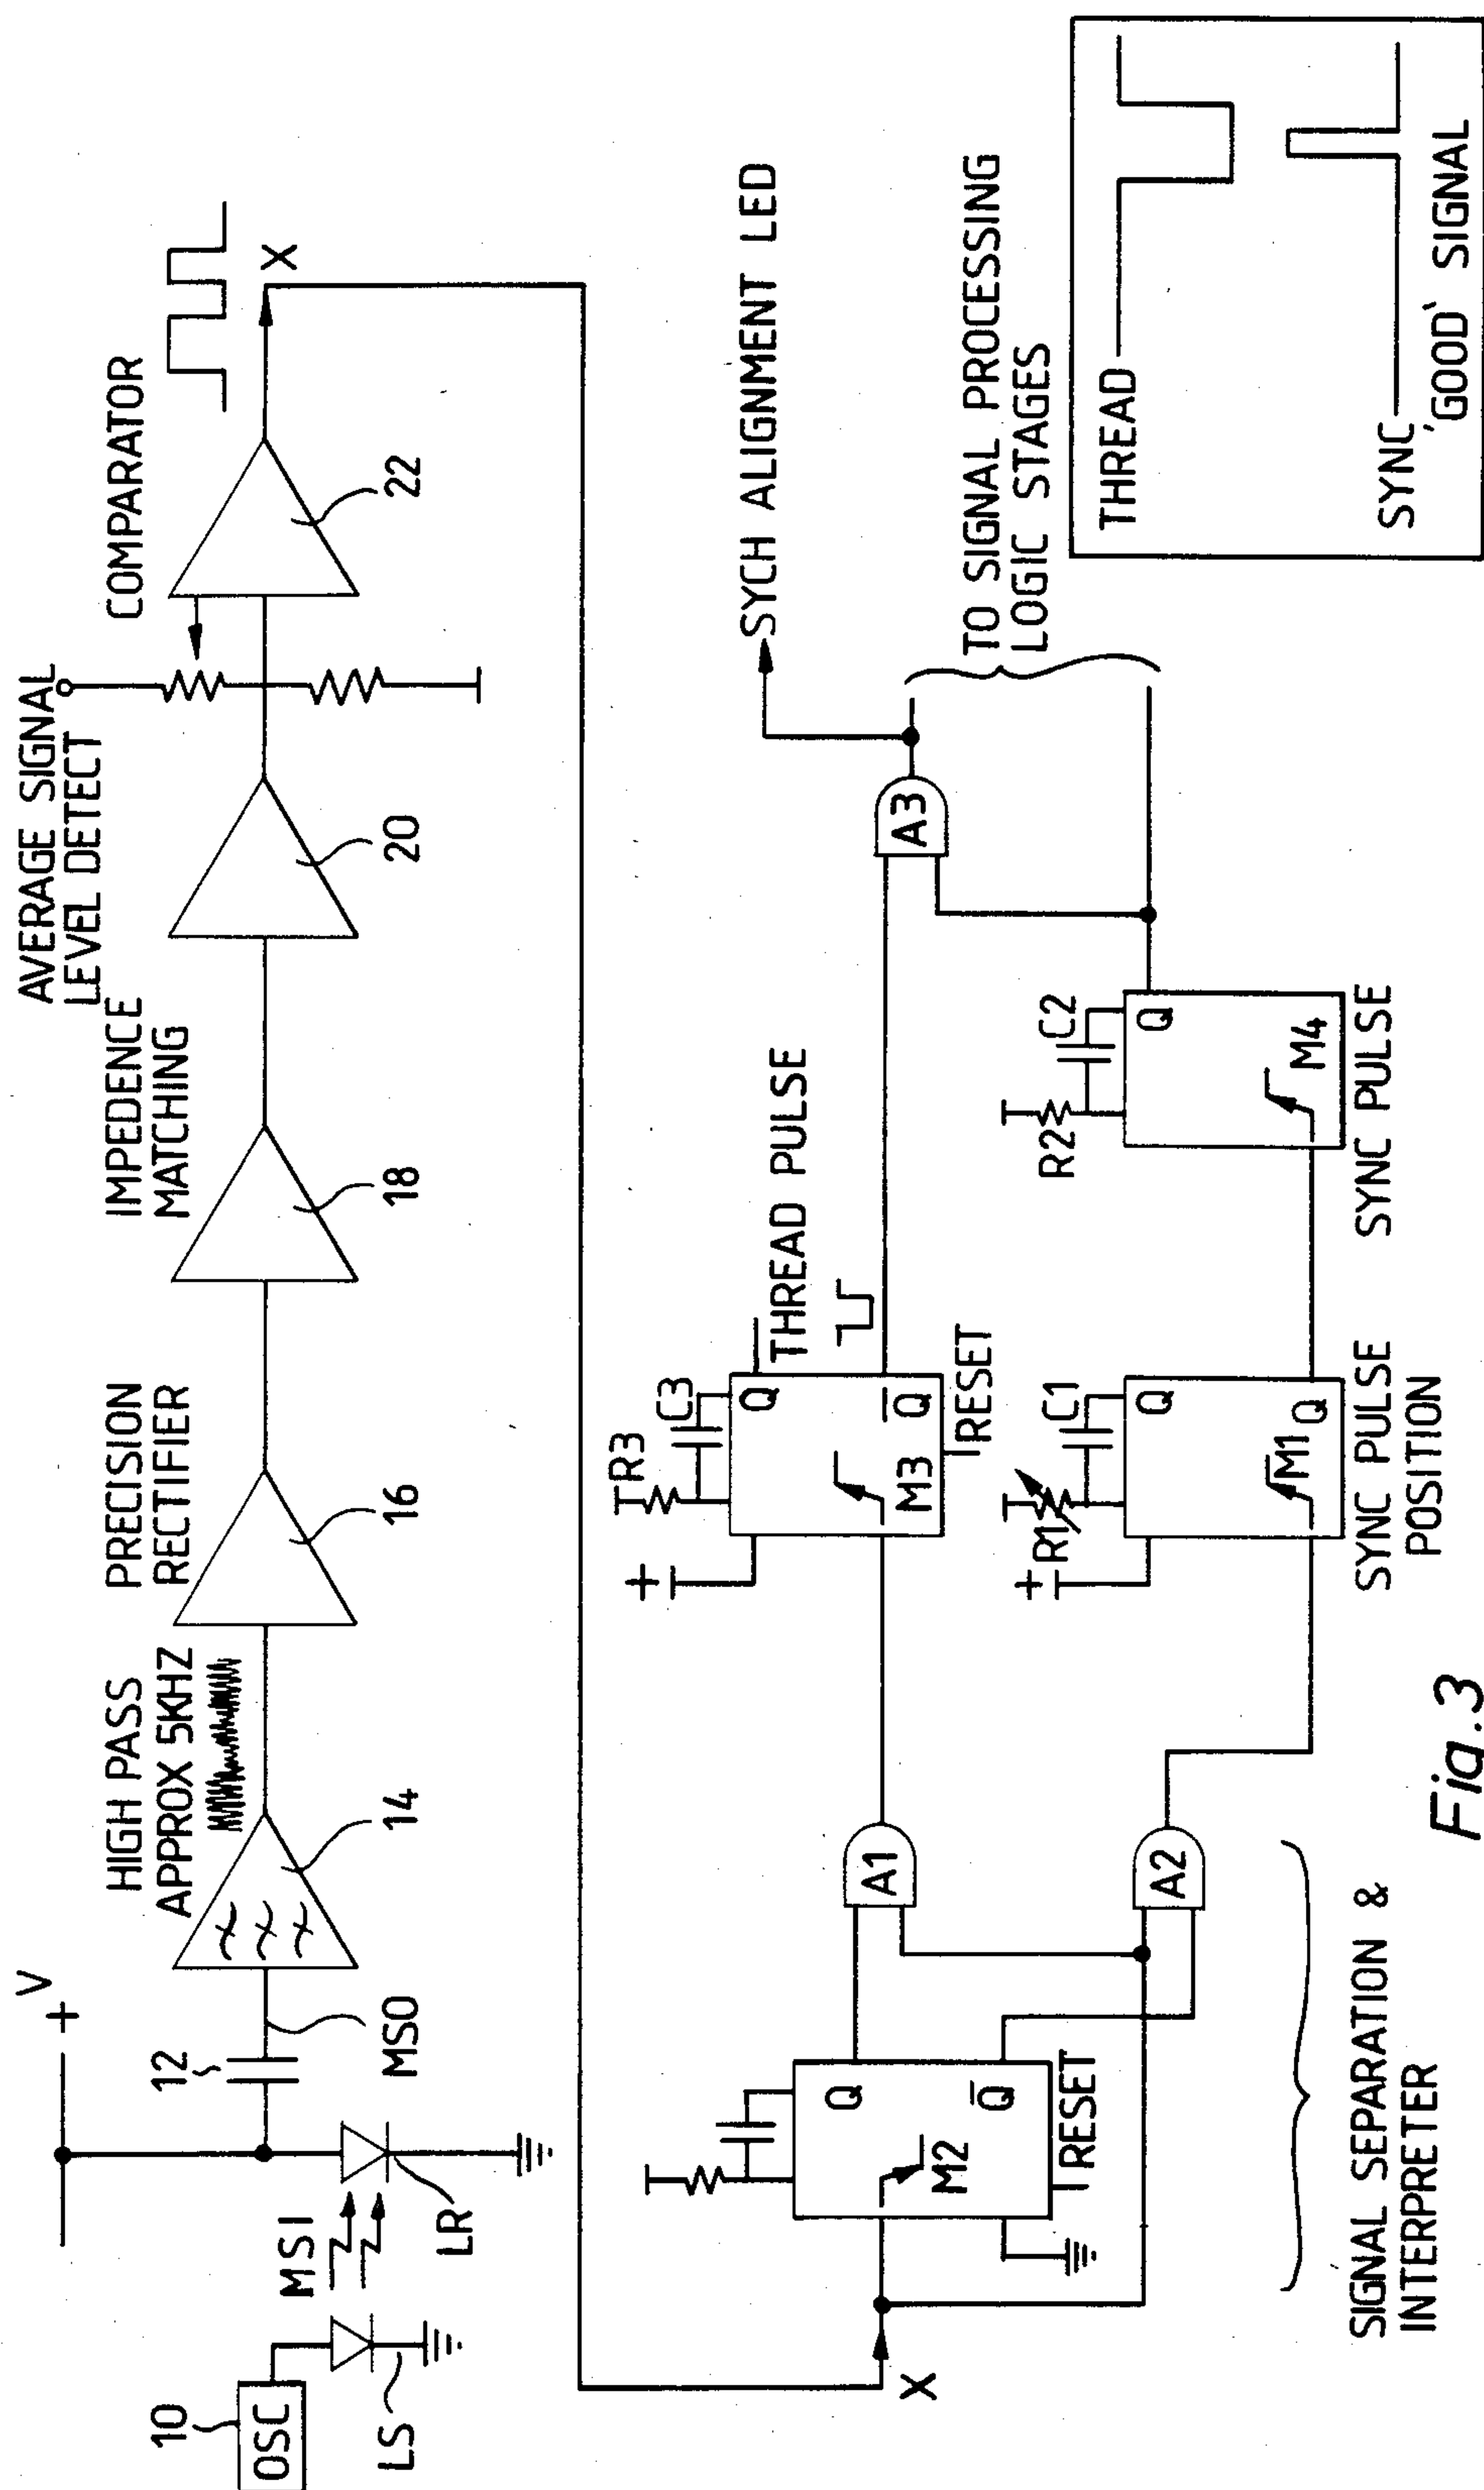 10
OSC
LS
MSI
LR
V
+
12
MSO
HIGH PASS
APPROX 5KHZ
14
PRECISION
RECTIFIER
16
IMPEDENCE
MATCHING
18
AVERAGE SIGNAL
LEVEL DETECT
20
COMPARATOR
22
X
X
M2
Q
Q̅
RESET
A1
A2
SIGNAL SEPARATION &
INTERPRETER
+
R3
C3
Q
M3
Q̅
RESET
THREAD PULSE
+
R1
C1
Q
M1
Q
SYNC PULSE
POSITION
R2
C2
Q
M4
SYNC PULSE
A3
SYCH ALIGNMENT LED
TO SIGNAL PROCESSING
LOGIC STAGES
THREAD
SYNC
'GOOD' SIGNAL
Fig.3